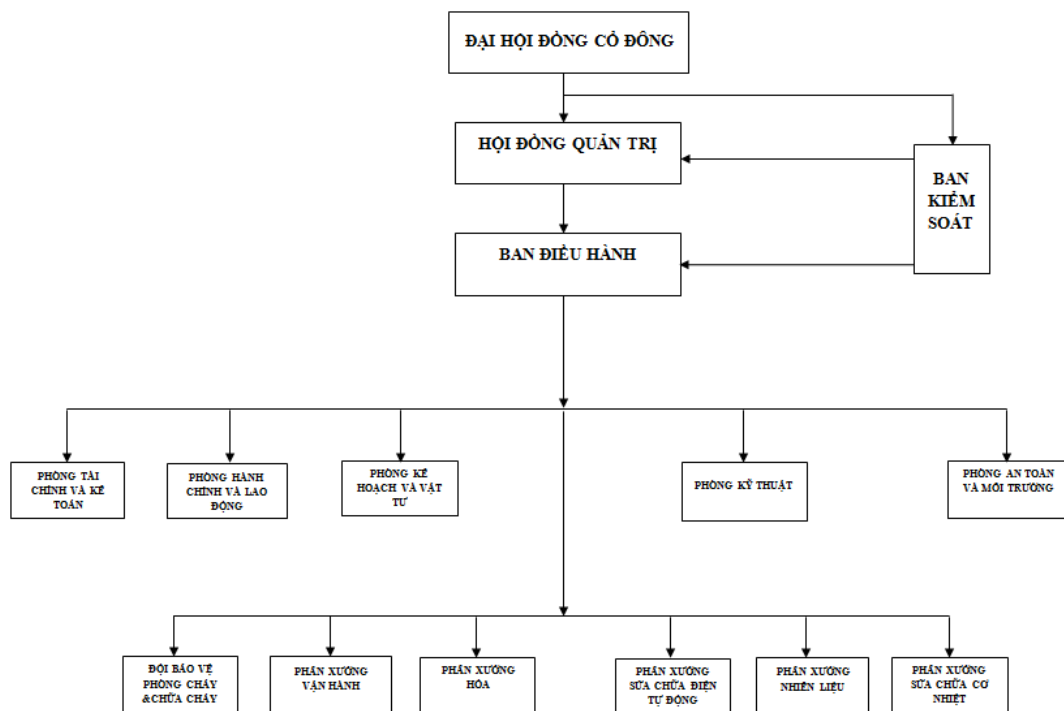 ĐẠI HỘI ĐỒNG CỔ ĐÔNG
HỘI ĐỒNG QUẢN TRỊ
BAN
KIỂM
SOÁT
BAN ĐIỀU HÀNH
PHÒNG TÀI
CHÍNH VÀ KẾ
TOÁN
PHÒNG HÀNH
CHÍNH VÀ LAO
ĐỘNG
PHÒNG KẾ
HOẠCH VÀ VẬT
TƯ
PHÒNG KỸ THUẬT
PHÒNG AN TOÀN
VÀ MÔI TRƯỜNG
ĐỘI BẢO VỆ
PHÒNG CHÁY
&CHỮA CHÁY
PHÂN XƯỞNG
VẬN HÀNH
PHÂN XƯỞNG
HÓA
PHÂN XƯỞNG
SỬA CHỮA ĐIỆN
TỰ ĐỘNG
PHÂN XƯỞNG
NHIÊN LIỆU
PHÂN XƯỞNG
SỬA CHỮA CƠ
NHIỆT